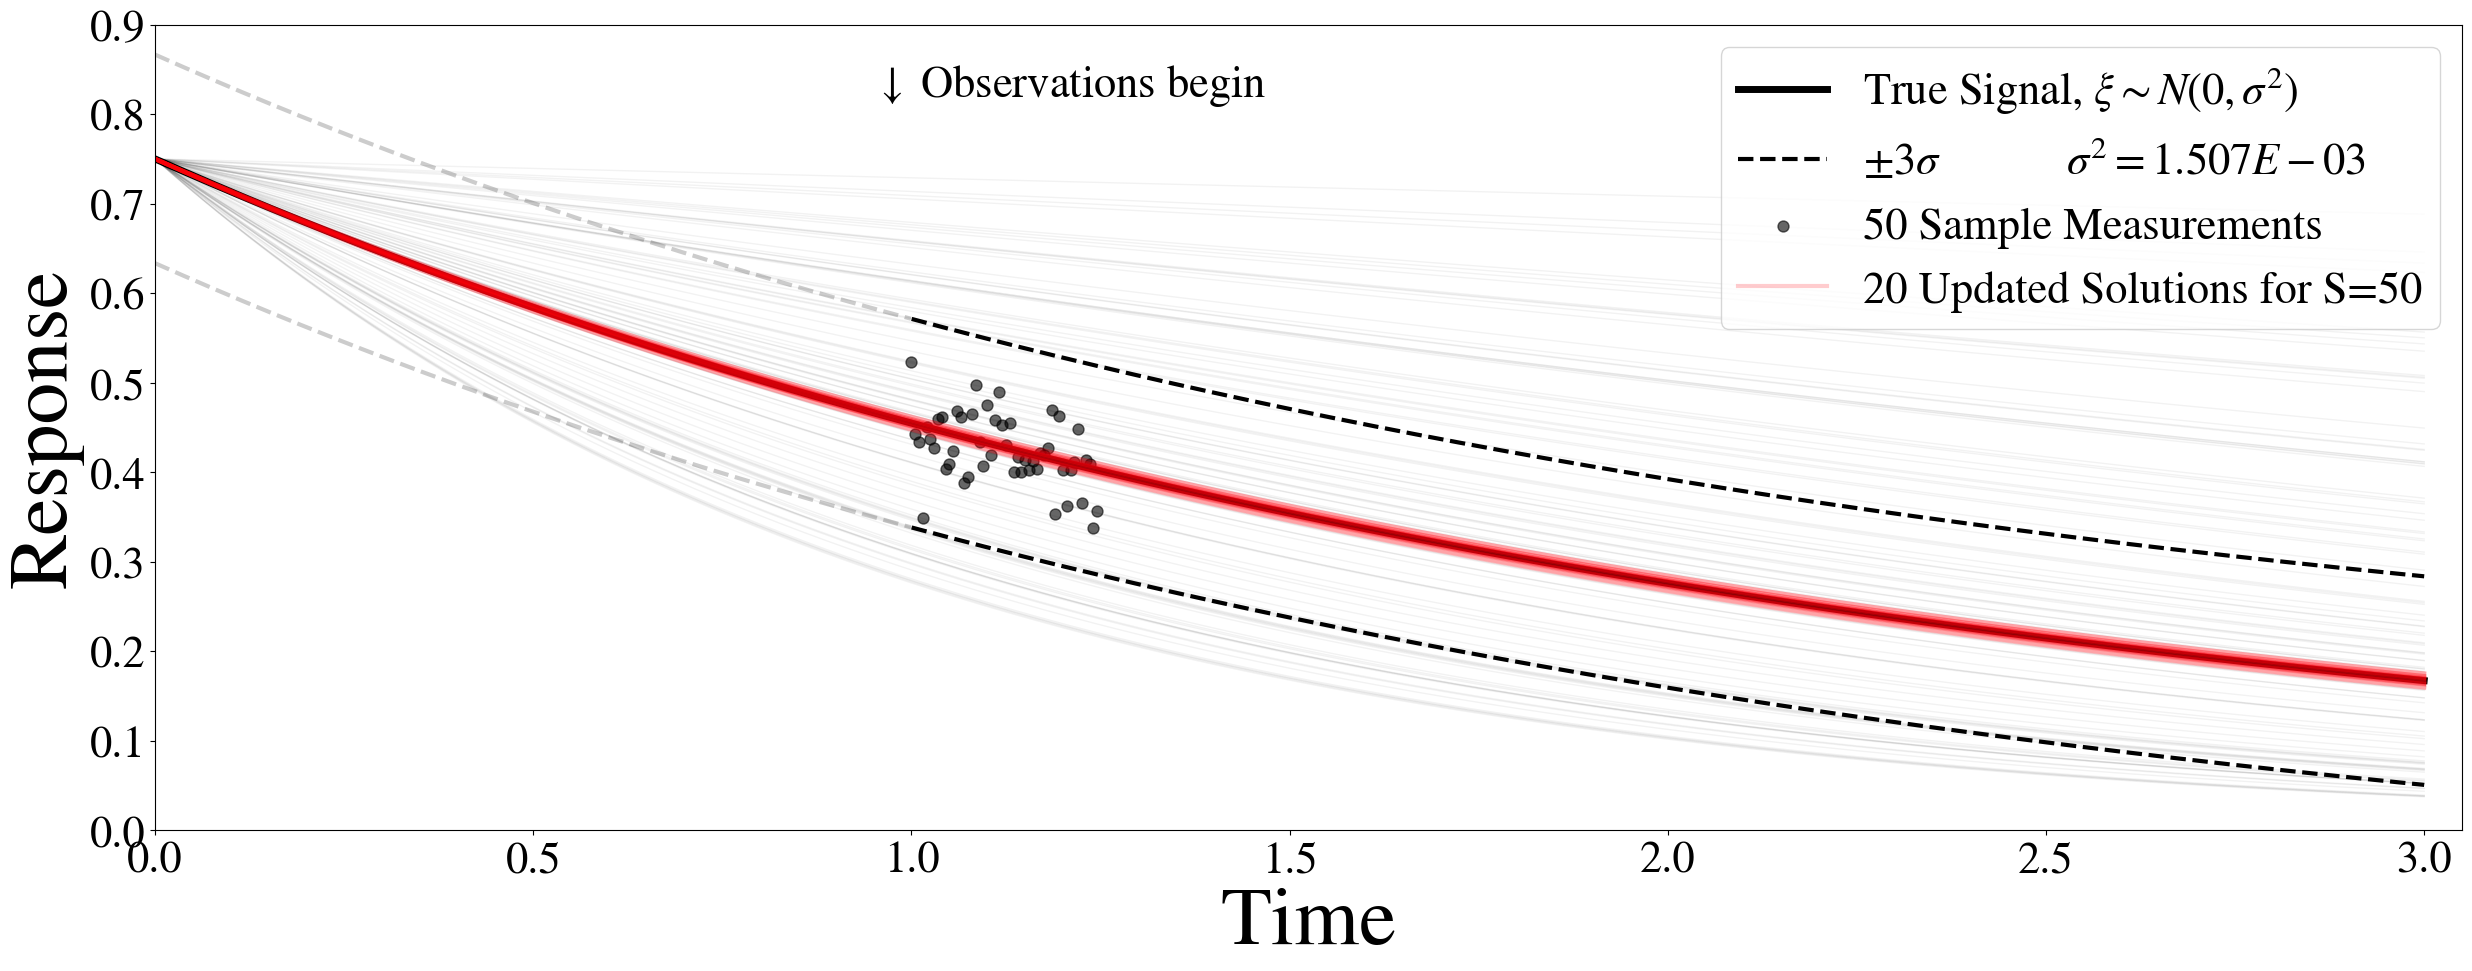 0.9
0.8
0.7
0.6
0.5
0.4
0.3
0.2
0.1
0.0
Response
↓ Observations begin
True Signal, ξ ~ N(0, σ²)
±3σ σ² = 1.507E − 03
50 Sample Measurements
20 Updated Solutions for S=50
0.0 0.5 1.0 1.5 2.0 2.5 3.0
Time